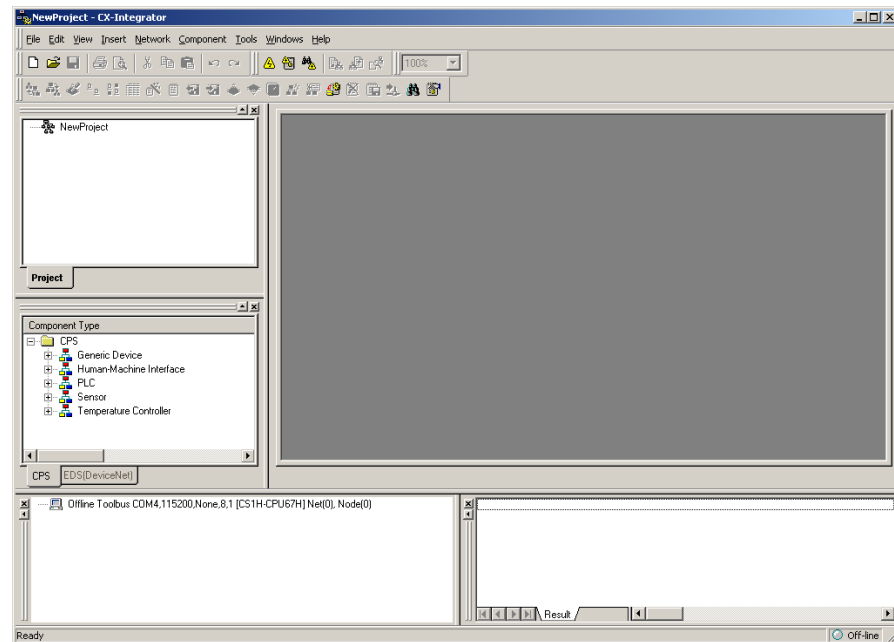 NewProject - CX-Integrator
File Edit View Insert Network Component Tools Windows Help
100%
NewProject
Project
Component Type
CPS
Generic Device
Human-Machine Interface
PLC
Sensor
Temperature Controller
CPS EDS(DeviceNet)
Offline Toolbus COM4,115200,None,8,1 [CS1H-CPU67H] Net(0), Node(0)
Result
Ready
Off-line